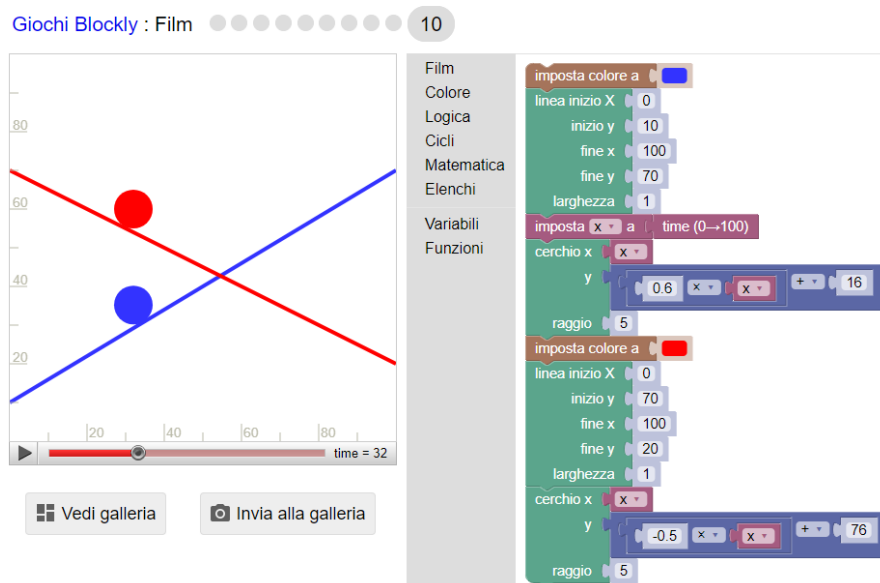 Giochi Blockly : Film 10
80
60
40
20
20 40 60 80
time = 32
Vedi galleria
Invia alla galleria
Film
Colore
Logica
Cicli
Matematica
Elenchi
Variabili
Funzioni
imposta colore a
linea inizio X 0
inizio y 10
fine x 100
fine y 70
larghezza 1
imposta x a time (0→100)
cerchio x x
y 0.6 × x + 16
raggio 5
imposta colore a
linea inizio X 0
inizio y 70
fine x 100
fine y 20
larghezza 1
cerchio x x
y -0.5 × x + 76
raggio 5